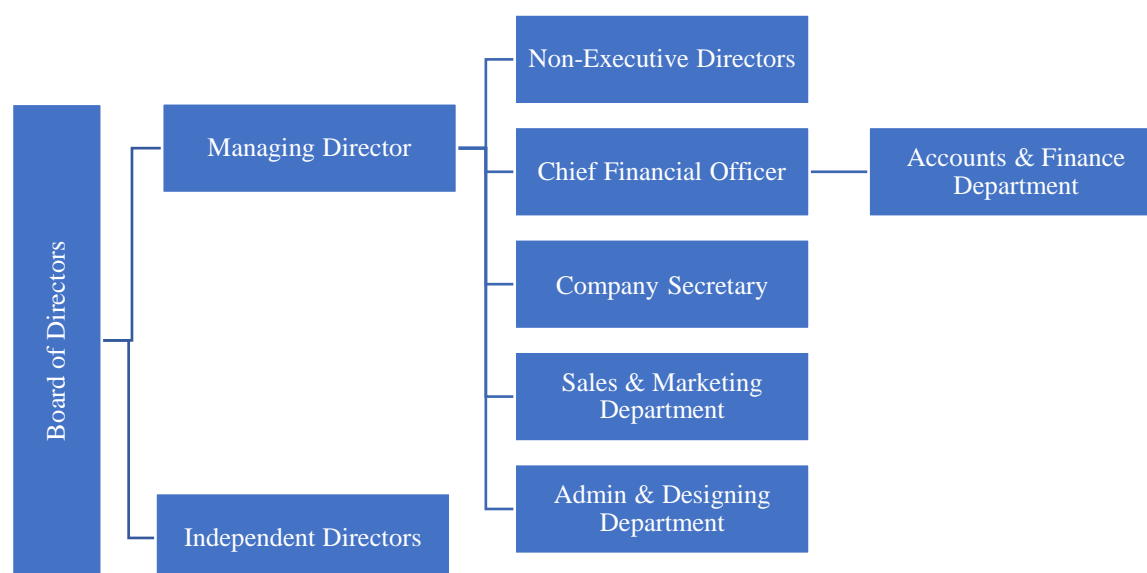 Board of Directors
Managing Director
Independent Directors
Non-Executive Directors
Chief Financial Officer
Accounts & Finance
Department
Company Secretary
Sales & Marketing
Department
Admin & Designing
Department